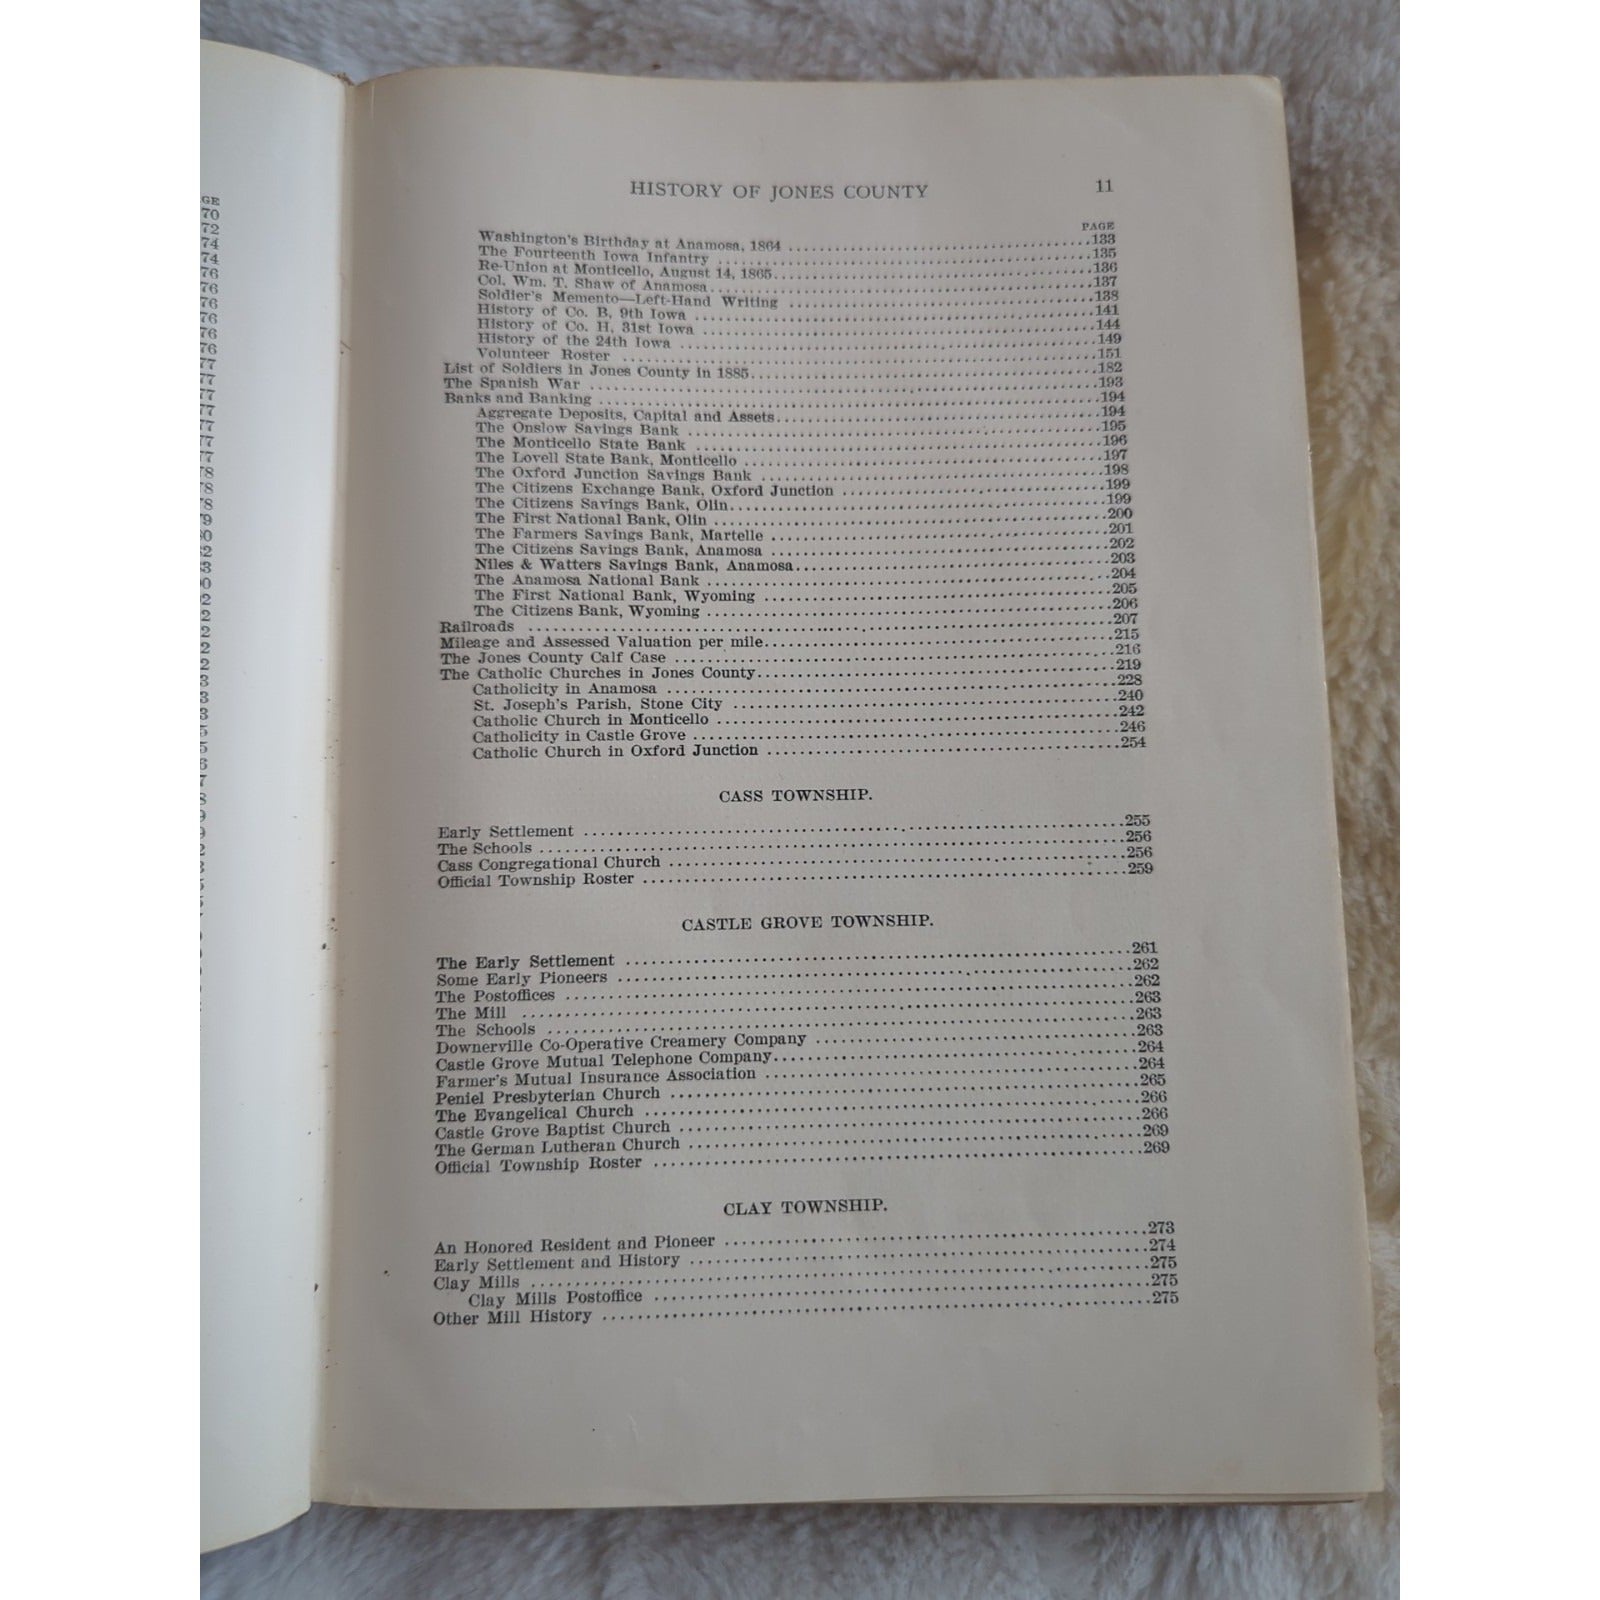 HISTORY OF JONES COUNTY 11
PAGE
Washington's Birthday at Anamosa, 1864 ..... 133
The Fourteenth Iowa Infantry ..... 135
Re-Union at Monticello, August 14, 1865 ..... 136
Col. Wm. T. Shaw of Anamosa ..... 137
Soldier's Memento—Left-Hand Writing ..... 138
History of Co. B, 9th Iowa ..... 141
History of Co. H, 31st Iowa ..... 144
History of the 24th Iowa ..... 149
Volunteer Roster ..... 151
List of Soldiers in Jones County in 1885 ..... 182
The Spanish War ..... 193
Banks and Banking ..... 194
Aggregate Deposits, Capital and Assets ..... 194
The Onslow Savings Bank ..... 195
The Monticello State Bank ..... 196
The Lovell State Bank, Monticello ..... 197
The Oxford Junction Savings Bank ..... 198
The Citizens Exchange Bank, Oxford Junction ..... 199
The Citizens Savings Bank, Olin ..... 199
The First National Bank, Olin ..... 200
The Farmers Savings Bank, Martelle ..... 201
The Citizens Savings Bank, Anamosa ..... 202
Niles & Watters Savings Bank, Anamosa ..... 203
The Anamosa National Bank ..... 204
The First National Bank, Wyoming ..... 205
The Citizens Bank, Wyoming ..... 206
Railroads ..... 207
Mileage and Assessed Valuation per mile ..... 215
The Jones County Calf Case ..... 216
The Catholic Churches in Jones County ..... 219
Catholicity in Anamosa ..... 228
St. Joseph's Parish, Stone City ..... 240
Catholic Church in Monticello ..... 242
Catholicity in Castle Grove ..... 246
Catholic Church in Oxford Junction ..... 254
CASS TOWNSHIP.
Early Settlement ..... 255
The Schools ..... 256
Cass Congregational Church ..... 256
Official Township Roster ..... 259
CASTLE GROVE TOWNSHIP.
The Early Settlement ..... 261
Some Early Pioneers ..... 262
The Postoffices ..... 262
The Mill ..... 263
The Schools ..... 263
Downerville Co-Operative Creamery Company ..... 263
Castle Grove Mutual Telephone Company ..... 264
Farmer's Mutual Insurance Association ..... 264
Peniel Presbyterian Church ..... 265
The Evangelical Church ..... 266
Castle Grove Baptist Church ..... 266
The German Lutheran Church ..... 269
Official Township Roster ..... 269
CLAY TOWNSHIP.
An Honored Resident and Pioneer ..... 273
Early Settlement and History ..... 274
Clay Mills ..... 275
Clay Mills Postoffice ..... 275
Other Mill History ..... 275